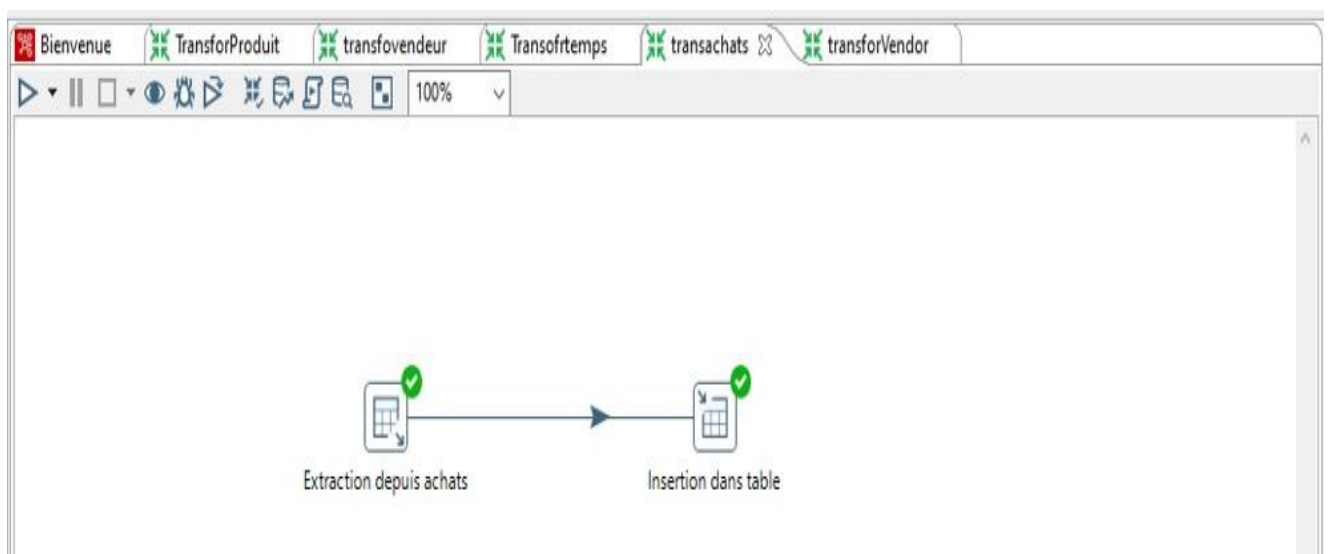 Bienvenue TransforProduit transfovendeur Transofrtemps transachats transforVendor
100%
Extraction depuis achats Insertion dans table